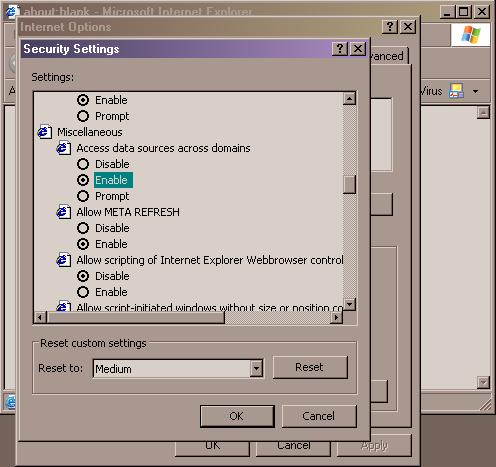 about:blank - Microsoft Internet Explorer
Internet Options
Security Settings
Settings:
Enable
Prompt
Miscellaneous
Access data sources across domains
Disable
Enable
Prompt
Allow META REFRESH
Disable
Enable
Allow scripting of Internet Explorer Webbrowser control
Disable
Enable
Allow script-initiated windows without size or position co
Reset custom settings
Reset to:
Medium
Reset
OK
Cancel
OK
Cancel
Apply
vanced
Virus